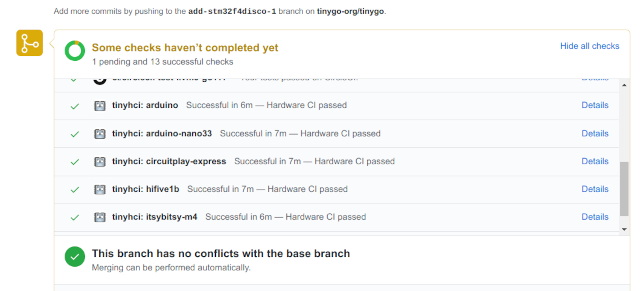 Add more commits by pushing to the add-stm32f4disco-1 branch on tinygo-org/tinygo.
Some checks haven't completed yet
Hide all checks
1 pending and 13 successful checks
Details
tinyhci: arduino Successful in 6m — Hardware CI passed Details
tinyhci: arduino-nano33 Successful in 7m — Hardware CI passed Details
tinyhci: circuitplay-express Successful in 7m — Hardware CI passed Details
tinyhci: hifive1b Successful in 7m — Hardware CI passed Details
tinyhci: itsybitsy-m4 Successful in 6m — Hardware CI passed Details
This branch has no conflicts with the base branch
Merging can be performed automatically.